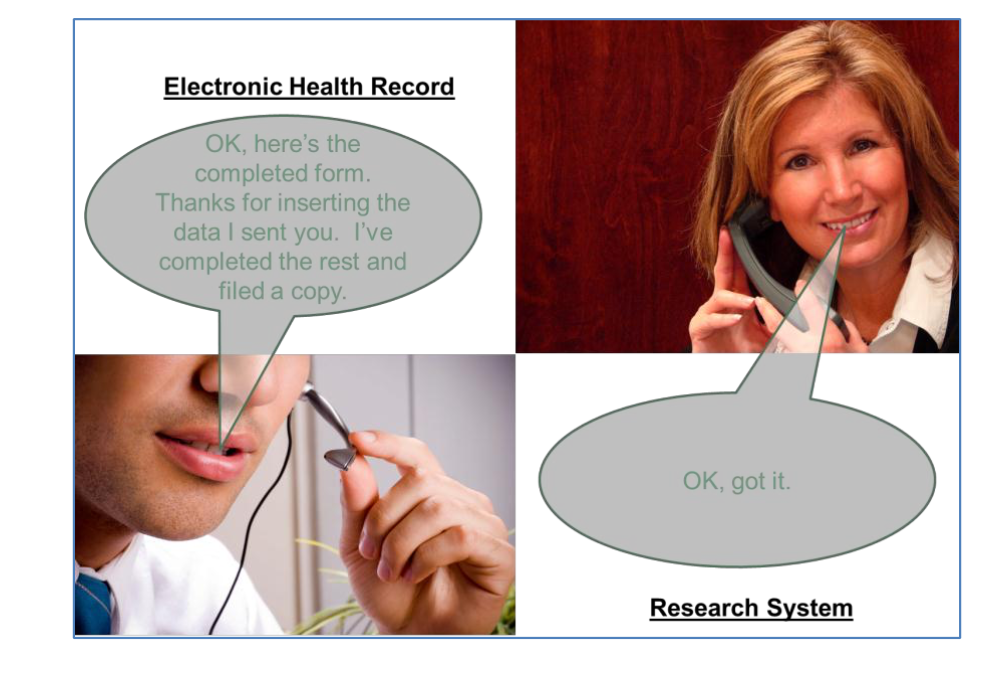 Electronic Health Record
OK, here’s the
completed form.
Thanks for inserting the
data I sent you.  I’ve
completed the rest and
filed a copy.
OK, got it.
Research System